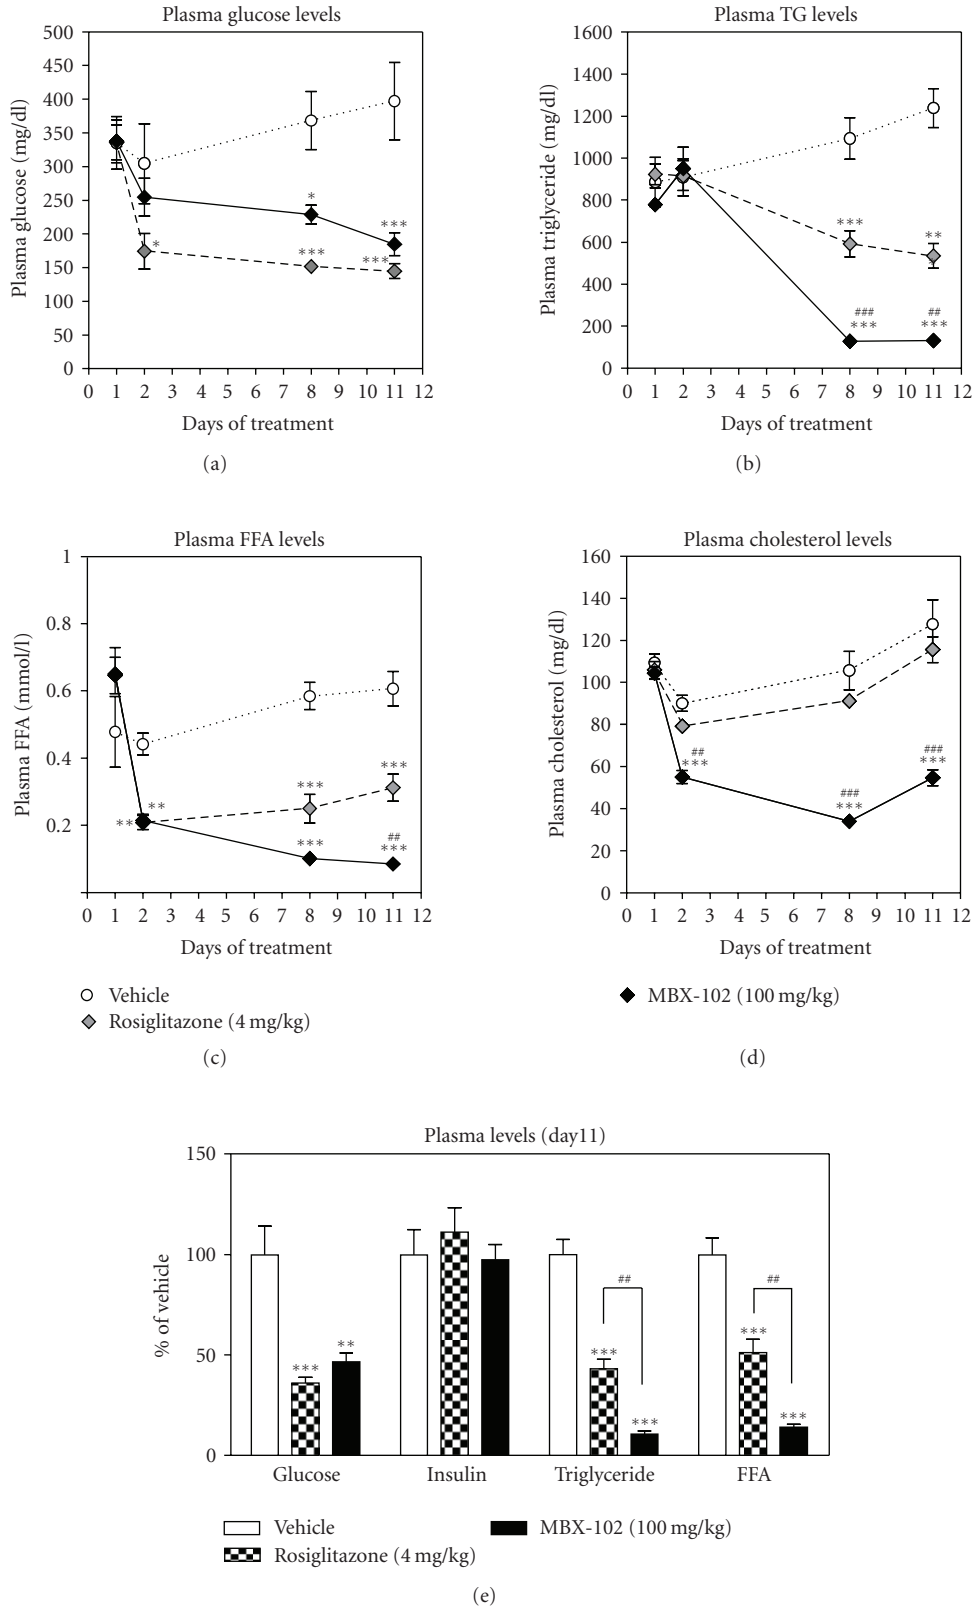 Plasma glucose levels
Plasma glucose (mg/dl)
500
450
400
350
300
250
200
150
100
50
0
*
*
***
***
***
0 1 2 3 4 5 6 7 8 9 10 11 12
Days of treatment
(a)
Plasma TG levels
Plasma triglyceride (mg/dl)
1600
1400
1200
1000
800
600
400
200
0
***
**
###
***
##
***
0 1 2 3 4 5 6 7 8 9 10 11 12
Days of treatment
(b)
Plasma FFA levels
Plasma FFA (mmol/l)
1
0.8
0.6
0.4
0.2
**
**
***
***
***
##
***
0 1 2 3 4 5 6 7 8 9 10 11 12
Days of treatment
Vehicle
Rosiglitazone (4 mg/kg)
(c)
Plasma cholesterol levels
Plasma cholesterol (mg/dl)
160
140
120
100
80
60
40
20
0
##
***
###
***
###
***
0 1 2 3 4 5 6 7 8 9 10 11 12
Days of treatment
MBX-102 (100 mg/kg)
(d)
Plasma levels (day11)
% of vehicle
150
100
50
0
***
**
##
***
***
##
***
***
Glucose Insulin Triglyceride FFA
Vehicle
Rosiglitazone (4 mg/kg)
MBX-102 (100 mg/kg)
(e)